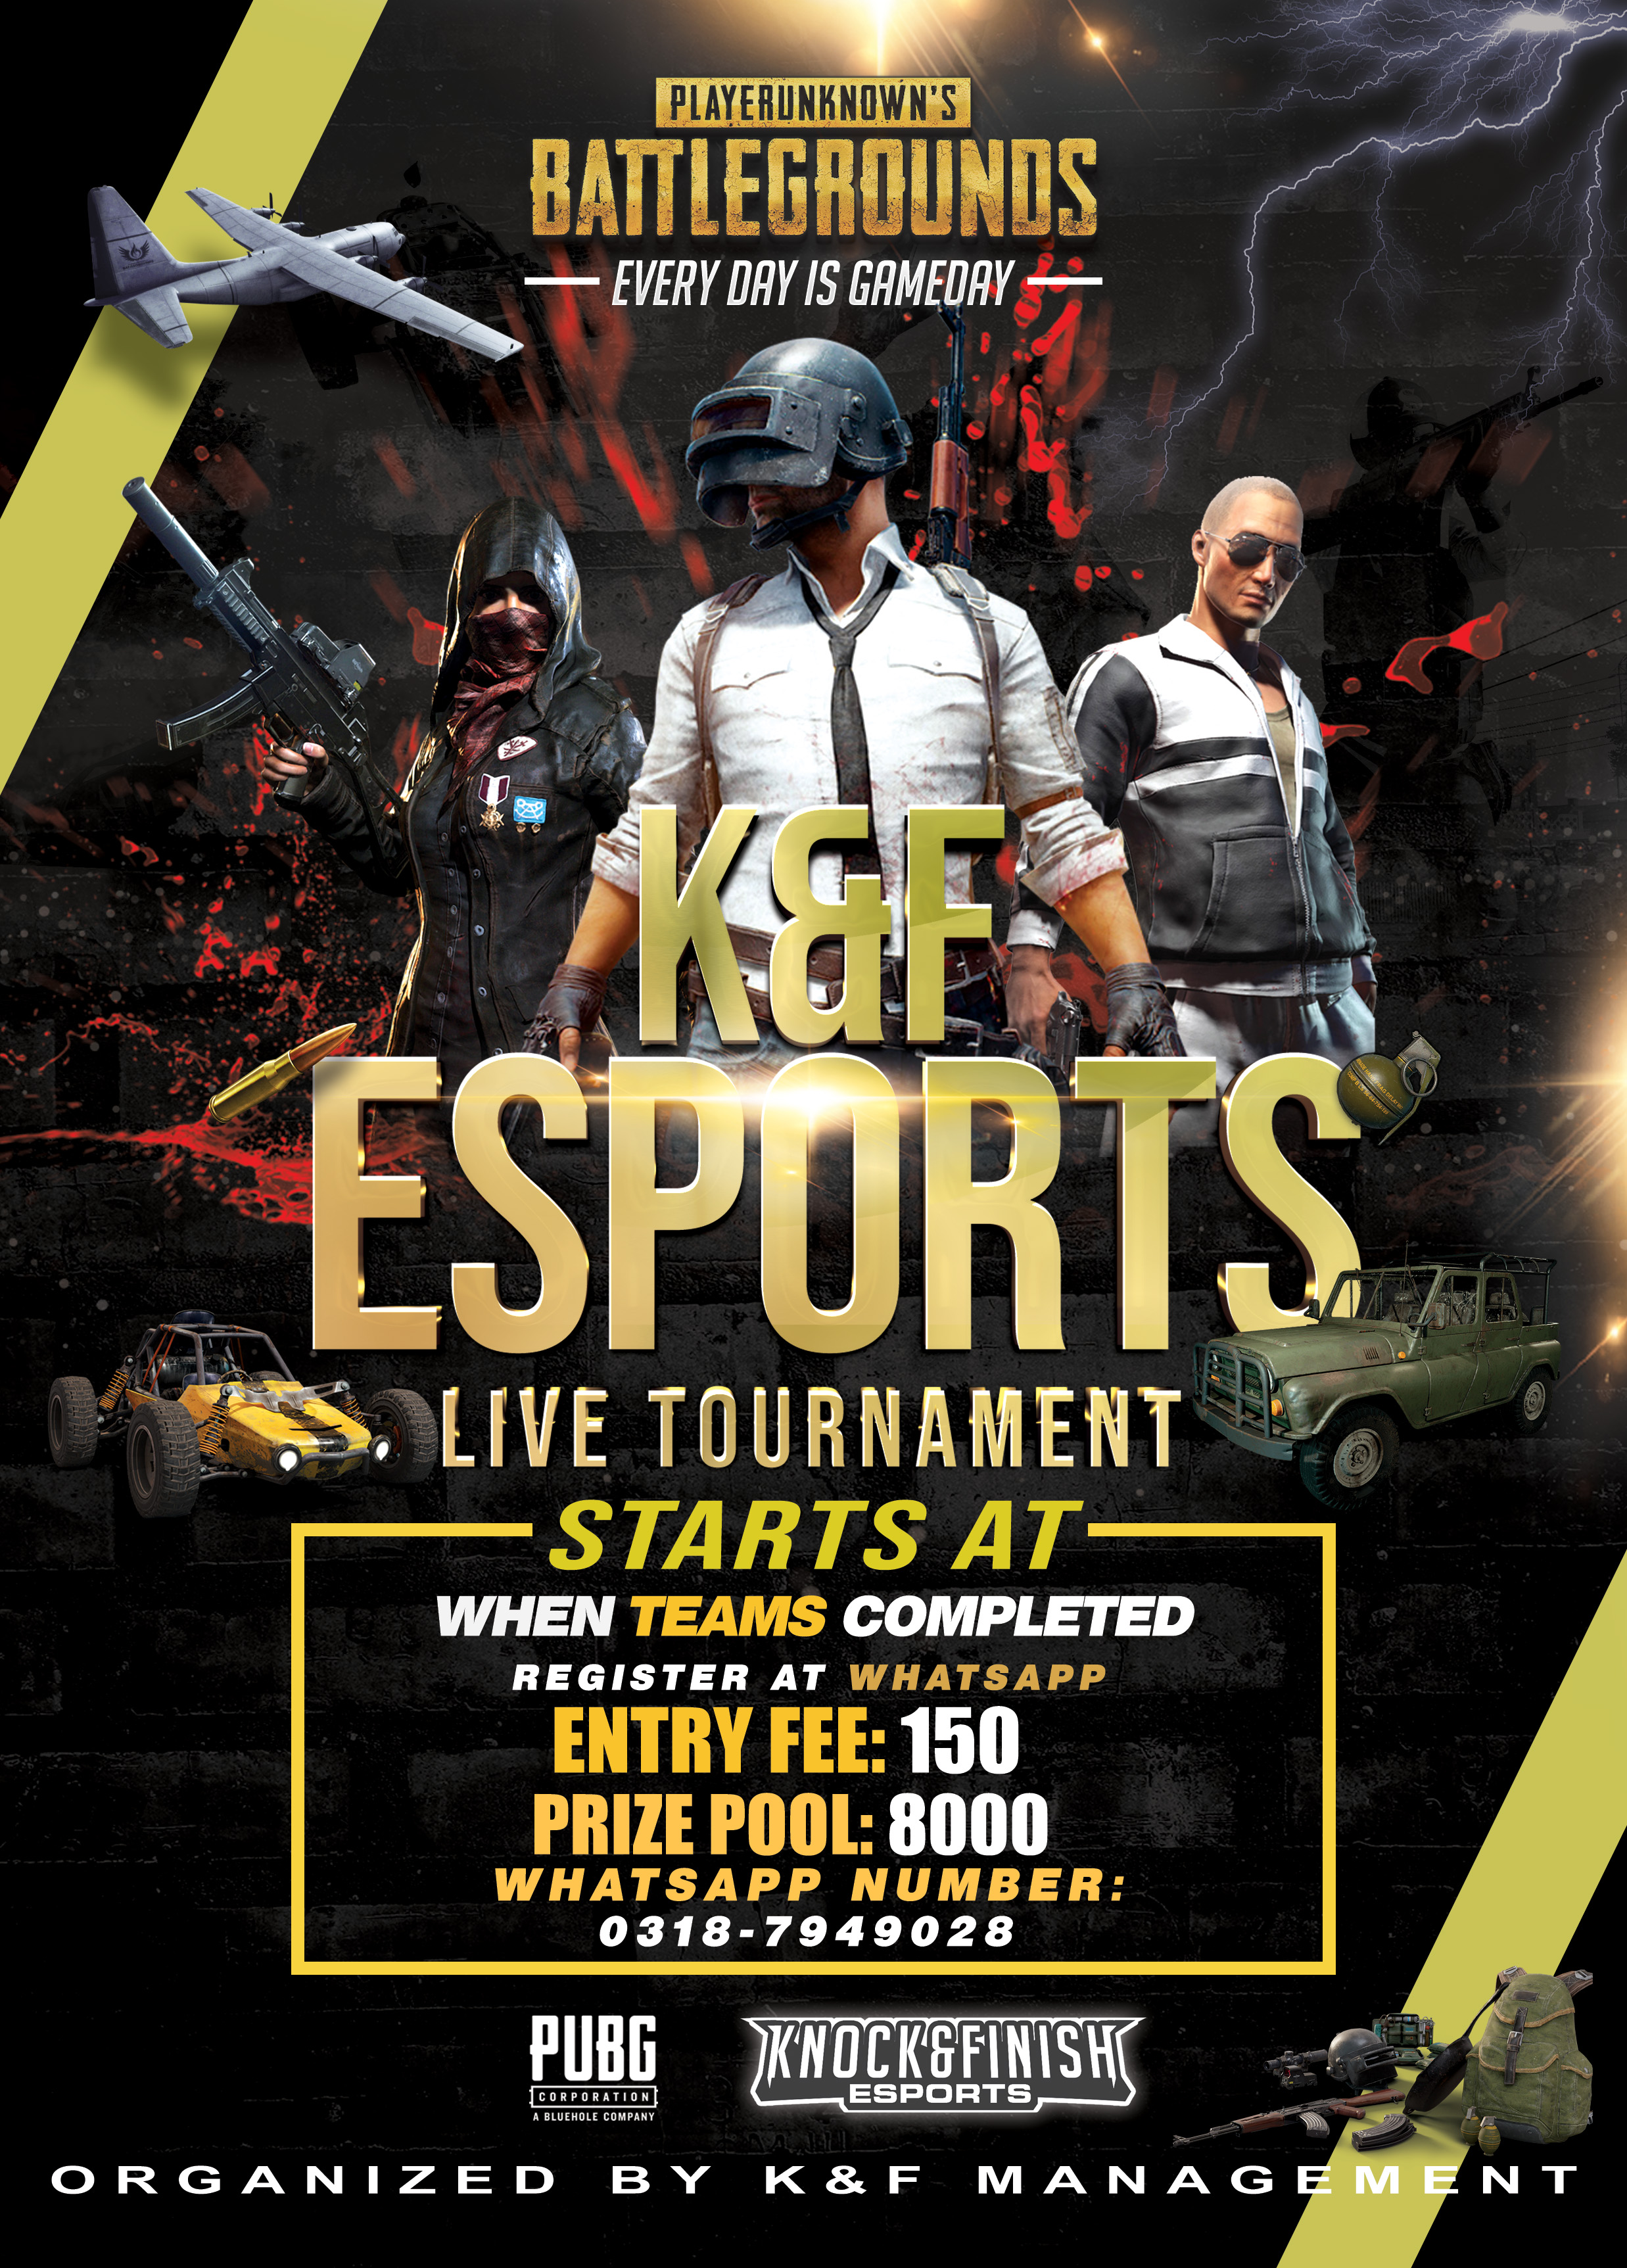 PLAYERUNKNOWN'S
BATTLEGROUNDS
EVERY DAY IS GAMEDAY
K&F
ESPORTS
LIVE TOURNAMENT
STARTS AT
WHEN TEAMS COMPLETED
REGISTER AT WHATSAPP
ENTRY FEE: 150
PRIZE POOL: 8000
WHATSAPP NUMBER:
0318-7949028
PUBG
CORPORATION
A BLUEHOLE COMPANY
KNOCK&FINISH
ESPORTS
ORGANIZED BY K&F MANAGEMENT